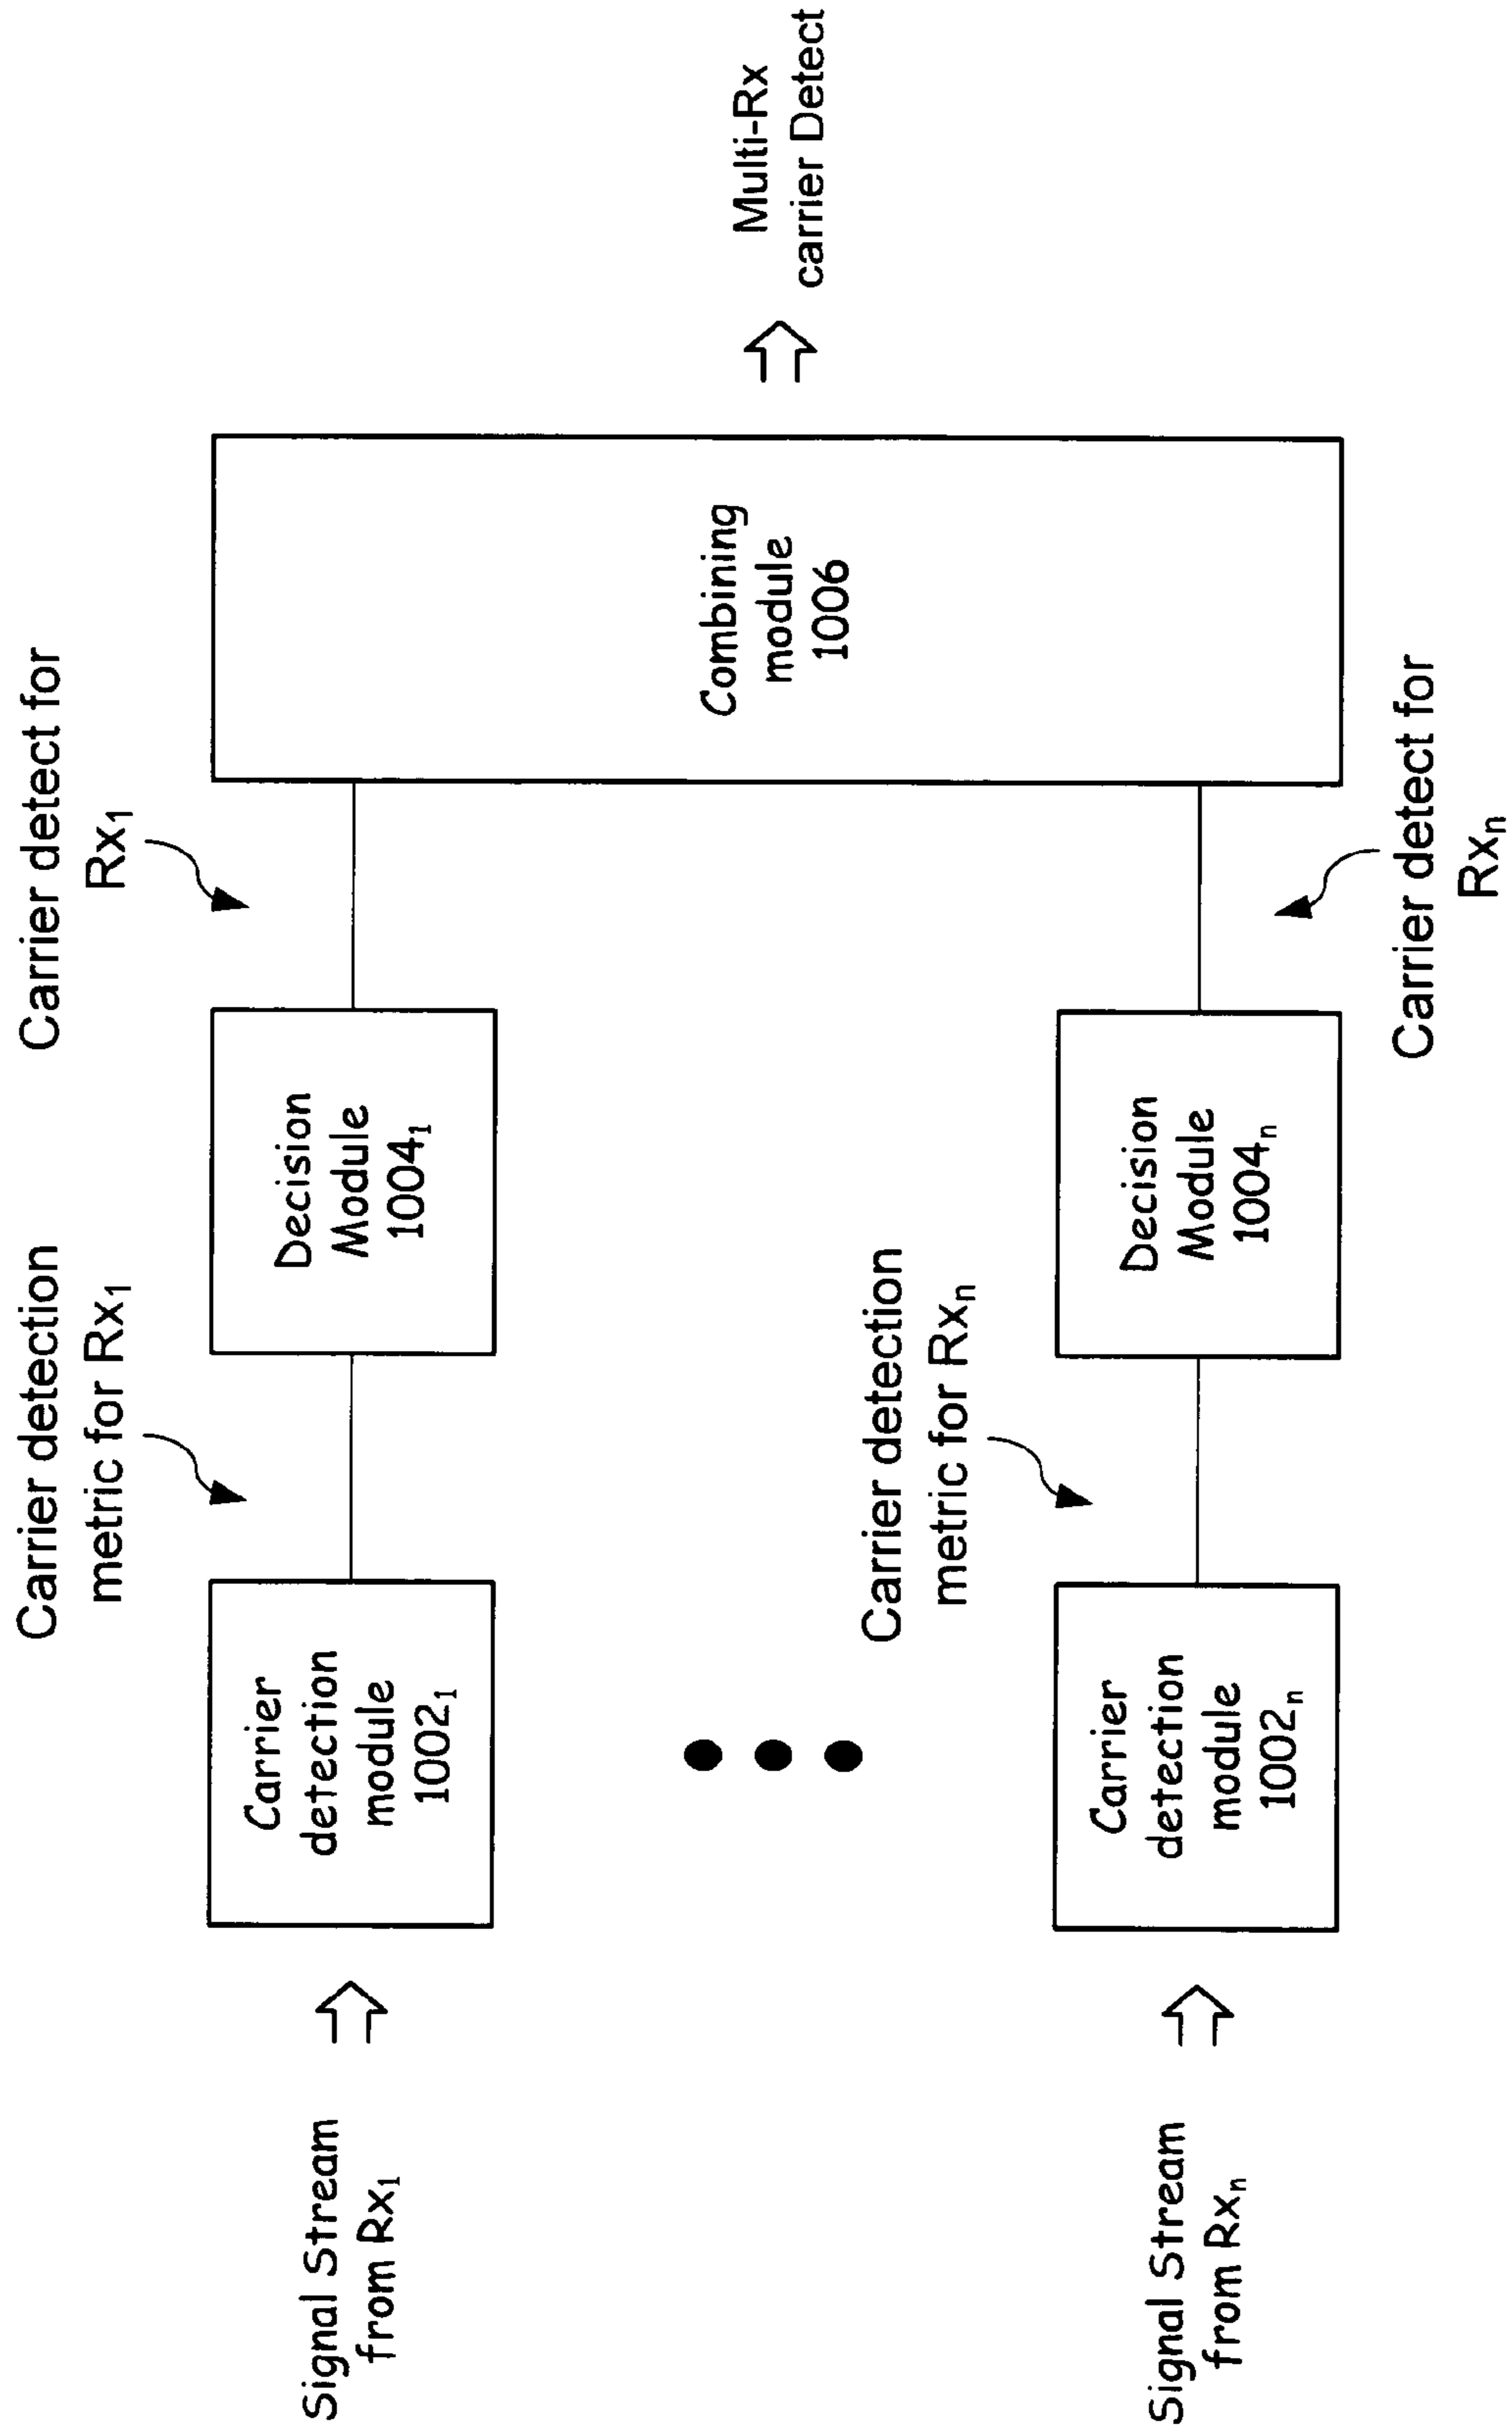 Signal Stream
from Rx₁
Carrier
detection
module
1002₁
Carrier detection
metric for Rx₁
Decision
Module
1004₁
Carrier detect for
Rx₁
Signal Stream
from Rxₙ
Carrier
detection
module
1002ₙ
Carrier detection
metric for Rxₙ
Decision
Module
1004ₙ
Carrier detect for
Rxₙ
Combining
module
1006
Multi-Rx
carrier Detect